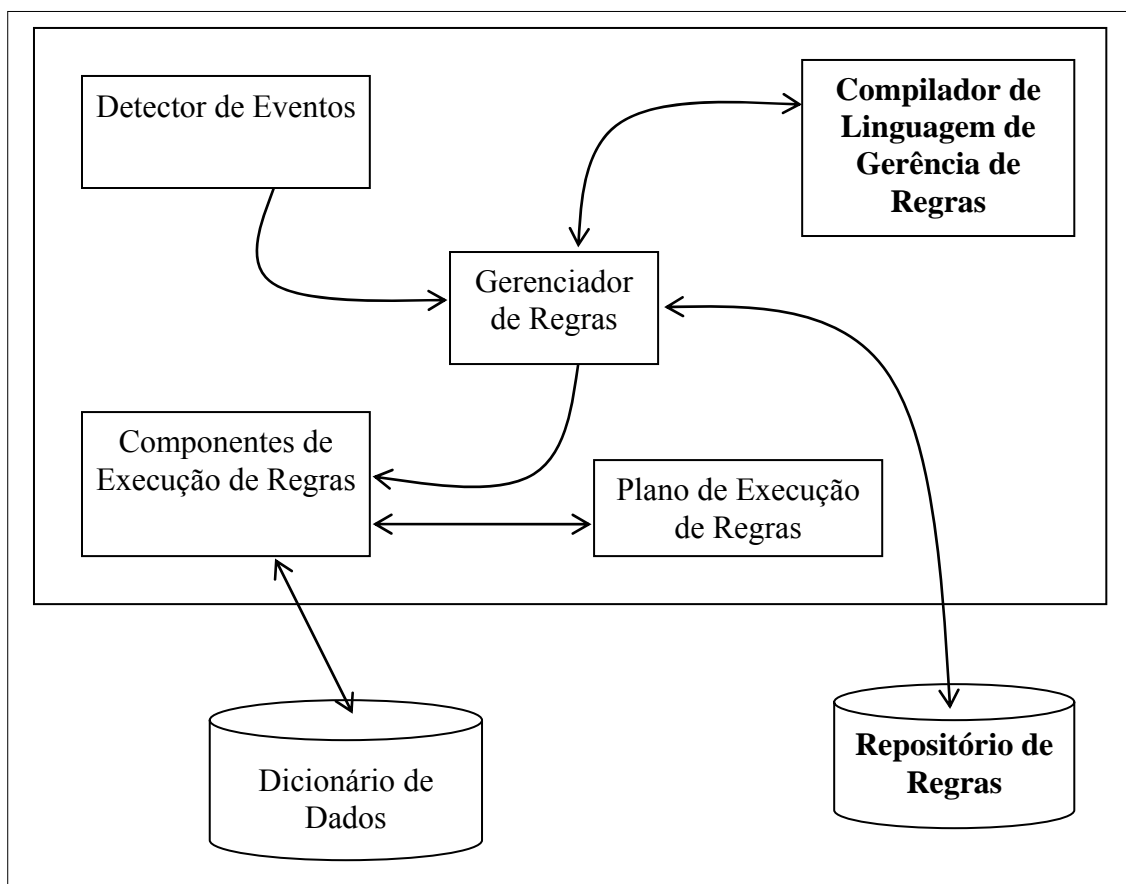 Detector de Eventos
Compilador de
Linguagem de
Gerência de
Regras
Gerenciador
de Regras
Componentes de
Execução de Regras
Plano de Execução
de Regras
Dicionário de
Dados
Repositório de
Regras